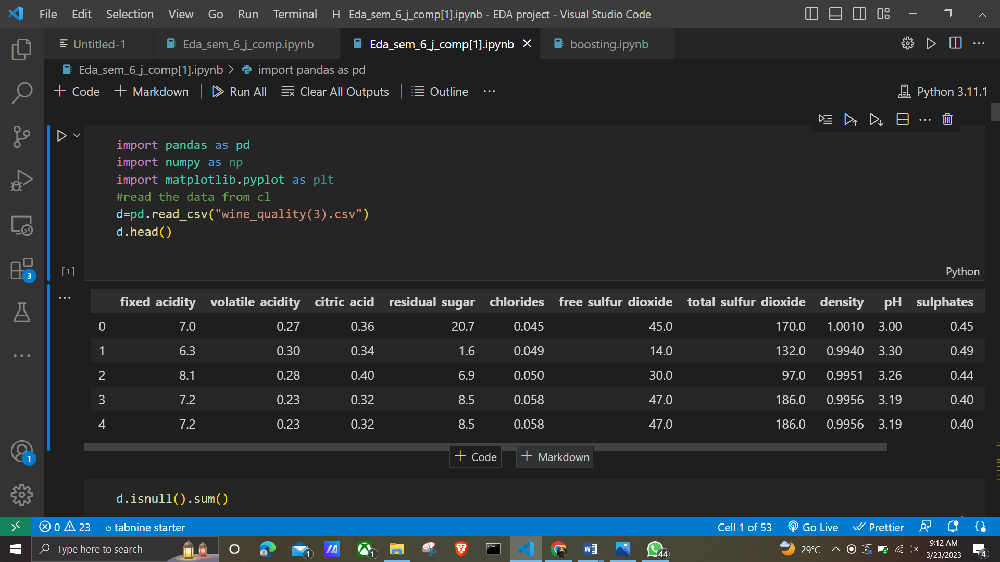 File Edit Selection View Go Run Terminal H Eda_sem_6_j_comp[1].ipynb - EDA project - Visual Studio Code
Untitled-1 Eda_sem_6_j_comp.ipynb Eda_sem_6_j_comp[1].ipynb boosting.ipynb
Eda_sem_6_j_comp[1].ipynb > import pandas as pd
+ Code + Markdown Run All Clear All Outputs Outline ... Python 3.11.1
import pandas as pd
import numpy as np
import matplotlib.pyplot as plt
#read the data from cl
d=pd.read_csv("wine_quality(3).csv")
d.head()
[1] Python
fixed_acidity volatile_acidity citric_acid residual_sugar chlorides free_sulfur_dioxide total_sulfur_dioxide density pH sulphates
0 7.0 0.27 0.36 20.7 0.045 45.0 170.0 1.0010 3.00 0.45
1 6.3 0.30 0.34 1.6 0.049 14.0 132.0 0.9940 3.30 0.49
2 8.1 0.28 0.40 6.9 0.050 30.0 97.0 0.9951 3.26 0.44
3 7.2 0.23 0.32 8.5 0.058 47.0 186.0 0.9956 3.19 0.40
4 7.2 0.23 0.32 8.5 0.058 47.0 186.0 0.9956 3.19 0.40
+ Code + Markdown
d.isnull().sum()
3
1
0 23 tabnine starter Cell 1 of 53 Go Live Prettier
Type here to search 1 1 W 44 29°C 9:12 AM
3/23/2023 4